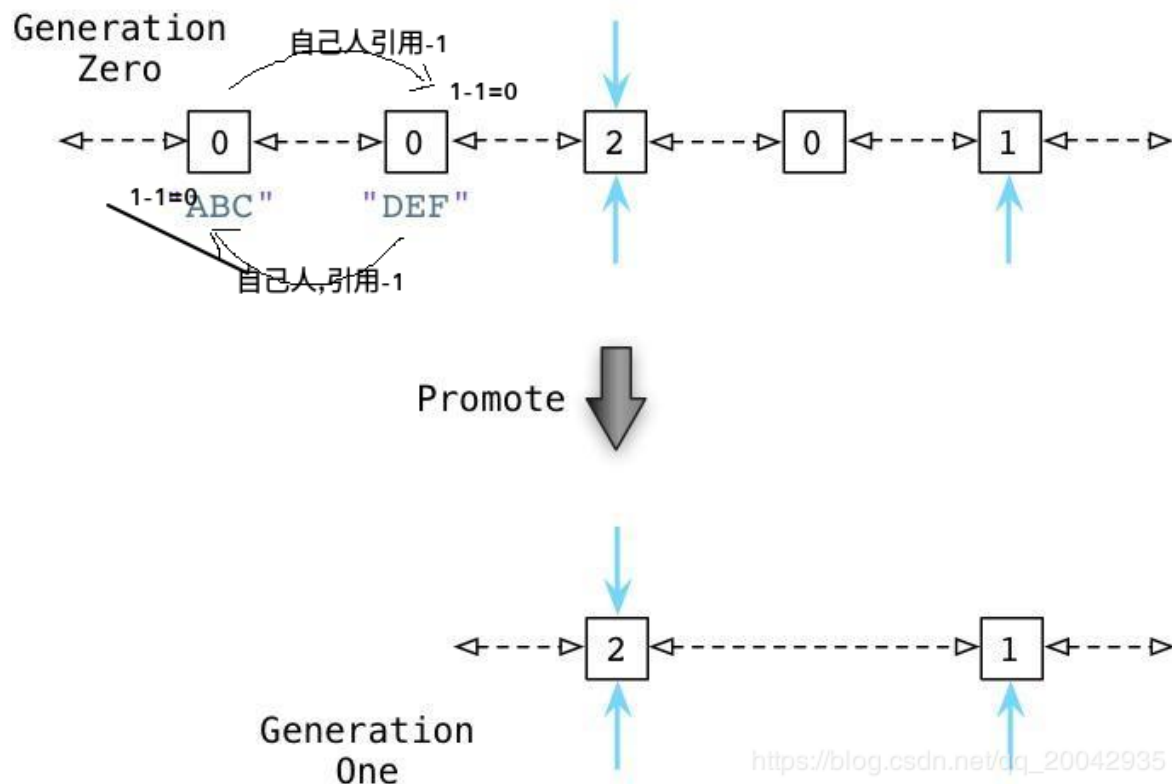 Generation
Zero
自己人引用-1
1-1=0
0
0
2
0
1
1-1=0
"ABC"
"DEF"
自己人,引用-1
Promote
2
1
Generation
One
https://blog.csdn.net/qq_20042935